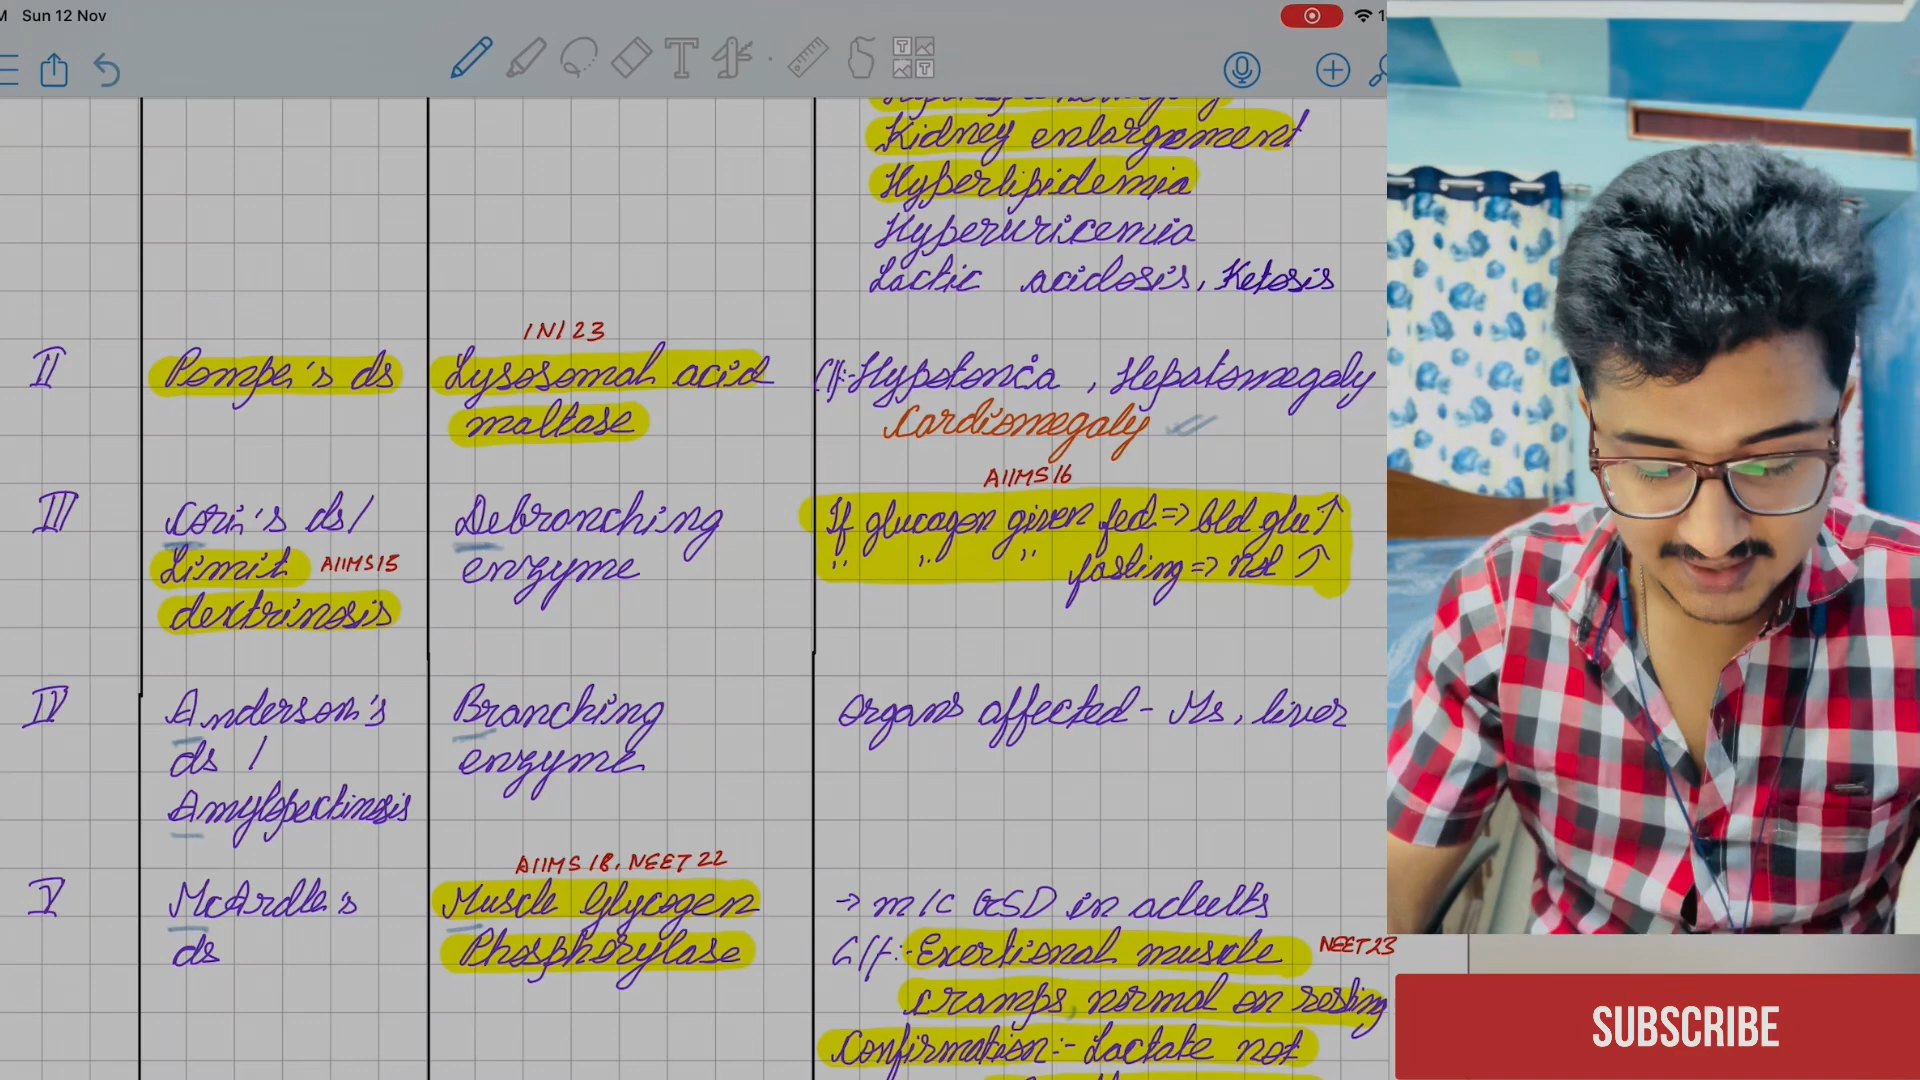 Sun 12 Nov
Kidney enlargement
Hyperlipidemia
Hyperuricemia
Lactic acidosis, Ketosis
INI 23
II Pompe's ds Lysosomal acid C/f:- Hypotonia , Hepatomegaly
maltase Cardiomegaly
AIIMS 16
III Cori's ds/ Debranching If glucagon given fed => bld glu ↑
Limit AIIMS 15 enzyme " " " fasting => not ↑
dextrinosis
IV Anderson's Branching Organs affected - Ms, liver
ds / enzyme
Amylopectinosis
AIIMS 18, NEET 22
V McArdle's Muscle Glycogen → m/c GSD in adults
ds Phosphorylase C/f:- Exertional muscle NEET 23
cramps, normal on resting
Confirmation:- Lactate not
SUBSCRIBE